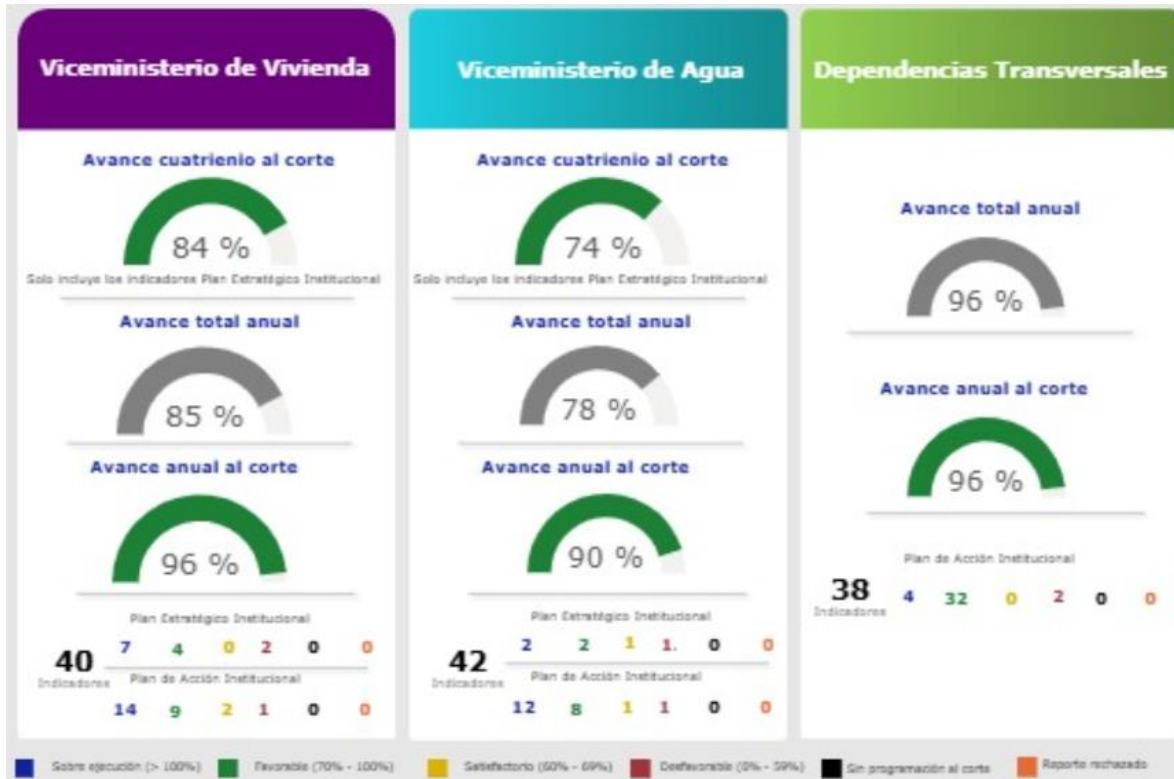 Viceministerio de Vivienda
Avance cuatrienio al corte
84 %
Solo incluye los indicadores Plan Estratégico Institucional
Avance total anual
85 %
Avance anual al corte
96 %
Plan Estratégico Institucional
7 4 0 2 0 0
40
Indicadores
Plan de Acción Institucional
14 9 2 1 0 0
Viceministerio de Agua
Avance cuatrienio al corte
74 %
Solo incluye los indicadores Plan Estratégico Institucional
Avance total anual
78 %
Avance anual al corte
90 %
Plan Estratégico Institucional
2 2 1 1. 0 0
42
Indicadores
Plan de Acción Institucional
12 8 1 1 0 0
Dependencias Transversales
Avance total anual
96 %
Avance anual al corte
96 %
Plan de Acción Institucional
38
Indicadores
4 32 0 2 0 0
Sobre ejecución (> 100%) Favorable (70% - 100%) Satisfactorio (60% - 69%) Desfavorable (0% - 59%) Sin programación al corte Reporte rechazado